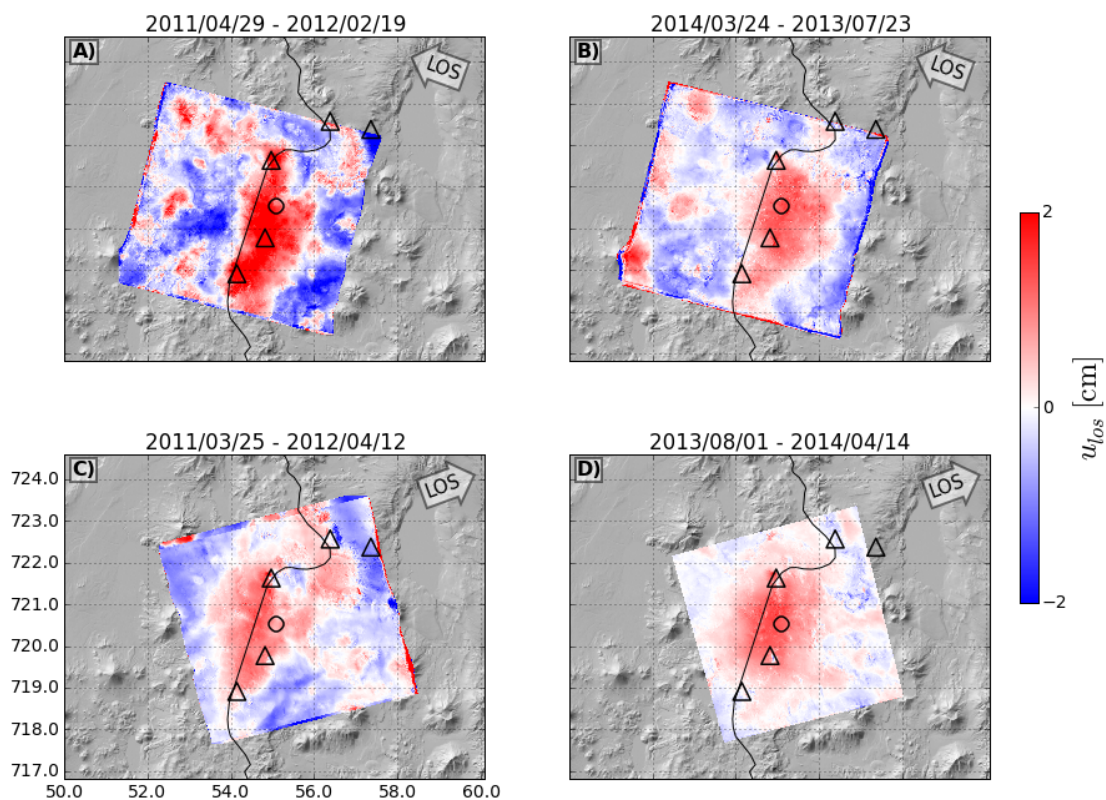 2011/04/29 - 2012/02/19
A)
LOS
2014/03/24 - 2013/07/23
B)
LOS
2
0
−2
u_los [cm]
2011/03/25 - 2012/04/12
C)
LOS
724.0
723.0
722.0
721.0
720.0
719.0
718.0
717.0
50.0 52.0 54.0 56.0 58.0 60.0
2013/08/01 - 2014/04/14
D)
LOS